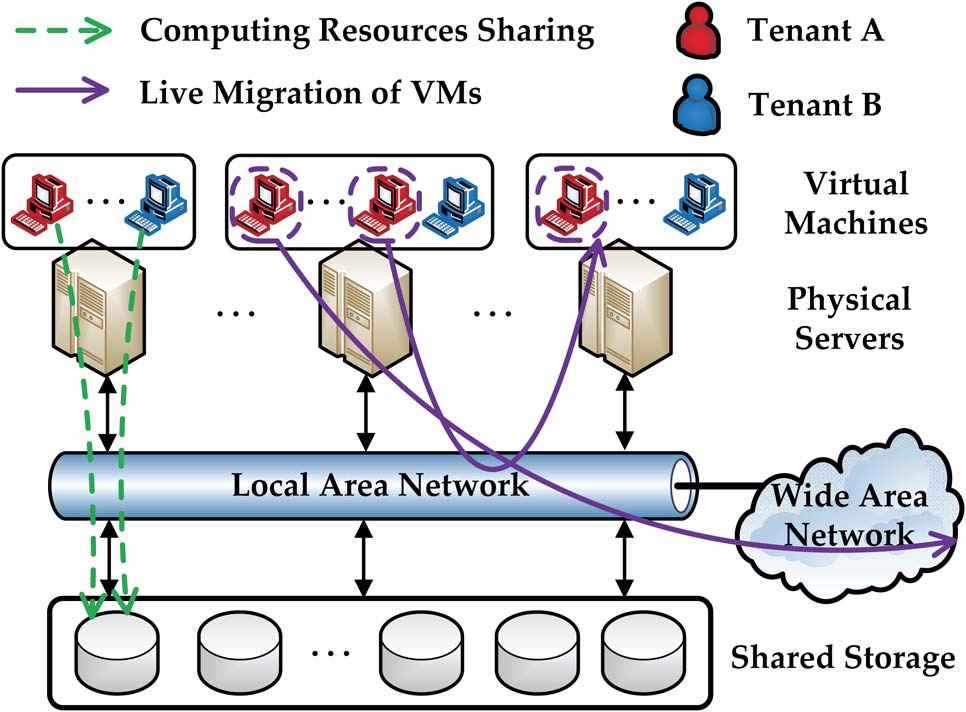 Computing Resources Sharing
Tenant A
Live Migration of VMs
Tenant B
Virtual
Machines
Physical
Servers
Local Area Network
Wide Area
Network
Shared Storage